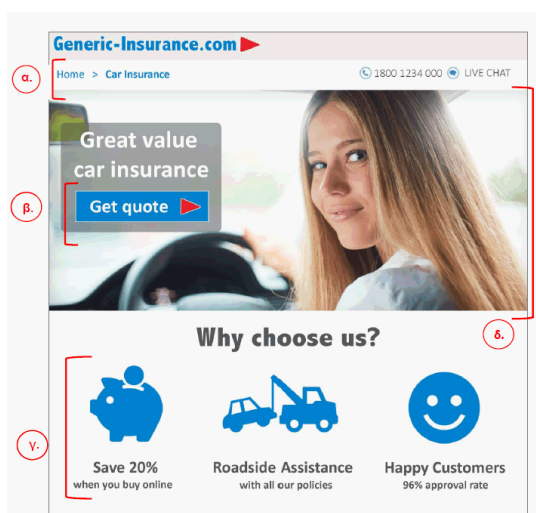 Generic-Insurance.com
α.
Home > Car Insurance
1800 1234 000
LIVE CHAT
Great value
car insurance
β.
Get quote
Why choose us?
δ.
γ.
Save 20%
when you buy online
Roadside Assistance
with all our policies
Happy Customers
96% approval rate